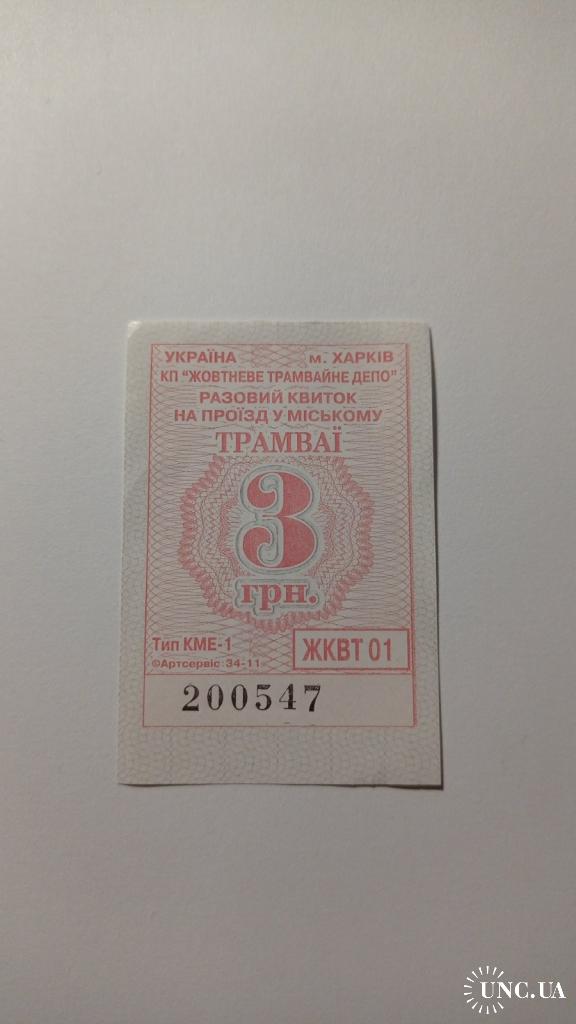 УКРАЇНА м. ХАРКІВ
КП "ЖОВТНЕВЕ ТРАМВАЙНЕ ДЕПО"
РАЗОВИЙ КВИТОК
НА ПРОЇЗД У МІСЬКОМУ
ТРАМВАЇ
3
грн.
Тип КМЕ-1 ЖКВТ 01
©Артсервіс 34-11
200547
UNC.UA